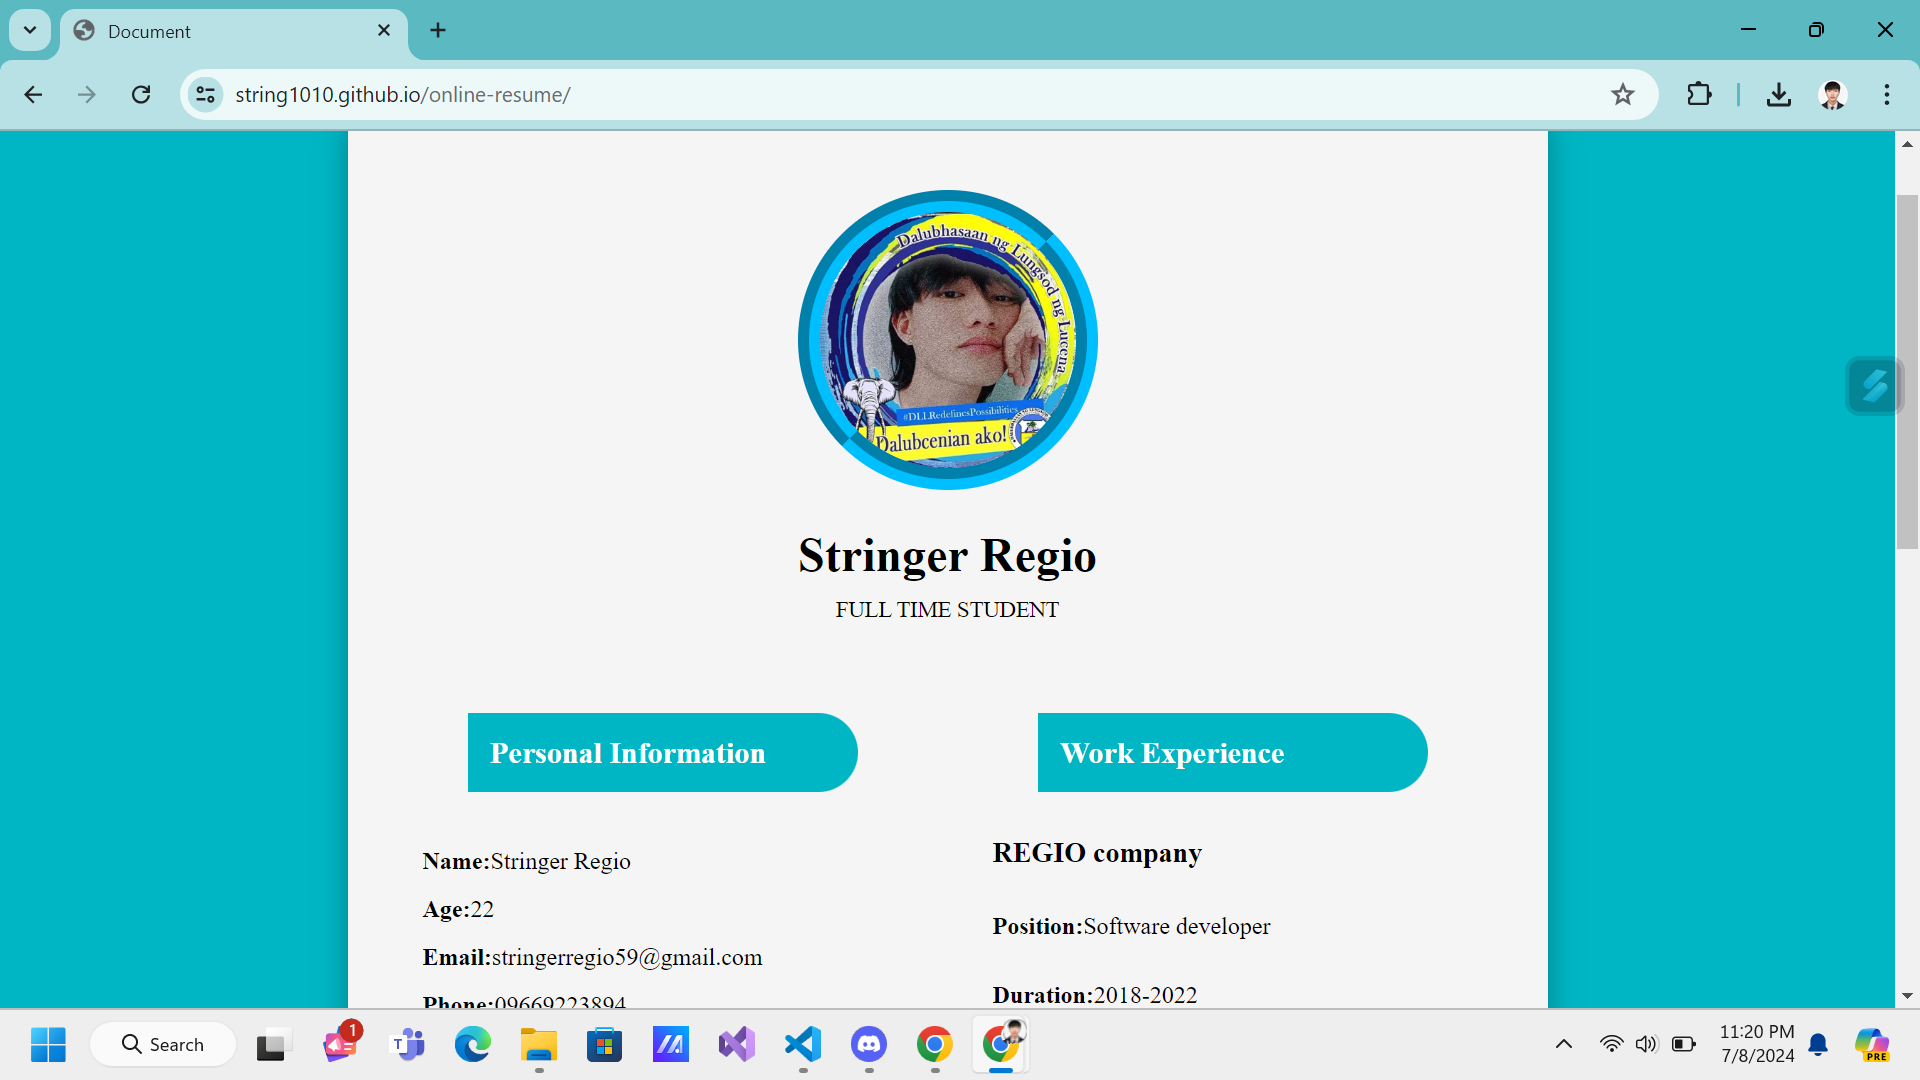 Document
string1010.github.io/online-resume/
Dalubhasaan ng Lungsod ng Lucena
#DLLRedefinesPossibilities
Dalubcenian ako!
Stringer Regio
FULL TIME STUDENT
Personal Information
Work Experience
Name:Stringer Regio
Age:22
Email:stringerregio59@gmail.com
Phone:09669223894
REGIO company
Position:Software developer
Duration:2018-2022
Search
1
T
11:20 PM
7/8/2024
PRE